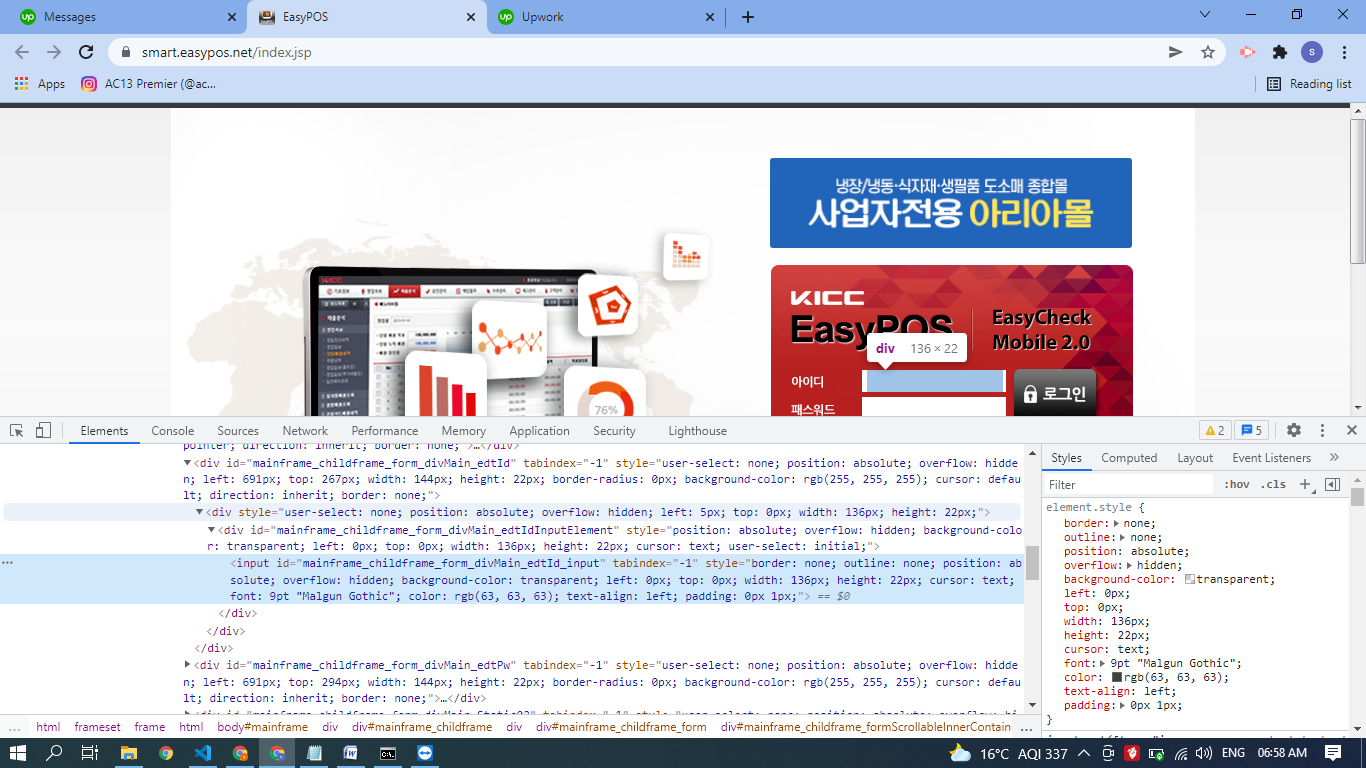 Messages
EasyPOS
Upwork
smart.easypos.net/index.jsp
Apps
AC13 Premier (@ac...
Reading list
냉장/냉동·식자재·생필품 도소매 종합몰
사업자전용 아리아몰
KICC
EasyPOS
EasyCheck
Mobile 2.0
div 136 × 22
아이디
로그인
패스워드
KICC
76%
Elements
Console
Sources
Network
Performance
Memory
Application
Security
Lighthouse
2
5
pointer; direction: inherit; border: none; >…</div>
<div id="mainframe_childframe_form_divMain_edtId" tabindex="-1" style="user-select: none; position: absolute; overflow: hidde
n; left: 691px; top: 267px; width: 144px; height: 22px; border-radius: 0px; background-color: rgb(255, 255, 255); cursor: defau
lt; direction: inherit; border: none;">
<div style="user-select: none; position: absolute; overflow: hidden; left: 5px; top: 0px; width: 136px; height: 22px;">
<div id="mainframe_childframe_form_divMain_edtIdInputElement" style="position: absolute; overflow: hidden; background-colo
r: transparent; left: 0px; top: 0px; width: 136px; height: 22px; cursor: text; user-select: initial;">
<input id="mainframe_childframe_form_divMain_edtId_input" tabindex="-1" style="border: none; outline: none; position: ab
solute; overflow: hidden; background-color: transparent; left: 0px; top: 0px; width: 136px; height: 22px; cursor: text;
font: 9pt "Malgun Gothic"; color: rgb(63, 63, 63); text-align: left; padding: 0px 1px;"> == $0
</div>
</div>
</div>
<div id="mainframe_childframe_form_divMain_edtPw" tabindex="-1" style="user-select: none; position: absolute; overflow: hidde
n; left: 691px; top: 294px; width: 144px; height: 22px; border-radius: 0px; background-color: rgb(255, 255, 255); cursor: defau
lt; direction: inherit; border: none;">…</div>
... html frameset frame html body#mainframe div div#mainframe_childframe div div#mainframe_childframe_form div#mainframe_childframe_formScrollableInnerContain ...
Styles
Computed
Layout
Event Listeners
»
Filter
:hov
.cls
element.style {
border: none;
outline: none;
position: absolute;
overflow: hidden;
background-color: transparent;
left: 0px;
top: 0px;
width: 136px;
height: 22px;
cursor: text;
font: 9pt "Malgun Gothic";
color: rgb(63, 63, 63);
text-align: left;
padding: 0px 1px;
}
16°C AQI 337
ENG
06:58 AM